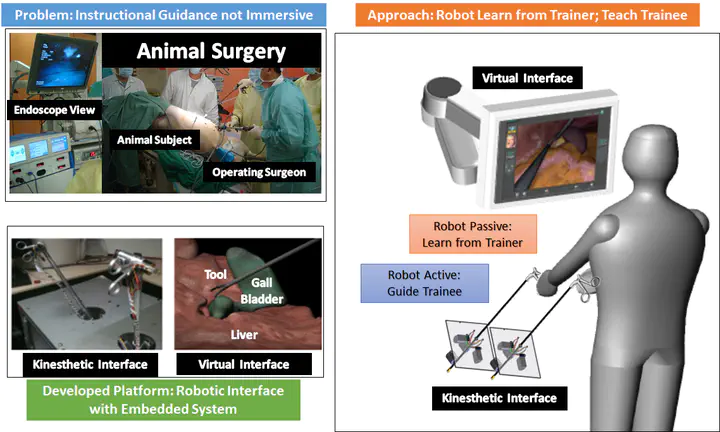 Problem: Instructional Guidance not Immersive
Animal Surgery
Endoscope View
Animal Subject
Operating Surgeon
Tool
Gall
Bladder
Liver
Kinesthetic Interface
Virtual Interface
Developed Platform: Robotic Interface
with Embedded System
Approach: Robot Learn from Trainer; Teach Trainee
Virtual Interface
Robot Passive:
Learn from Trainer
Robot Active:
Guide Trainee
Kinesthetic Interface